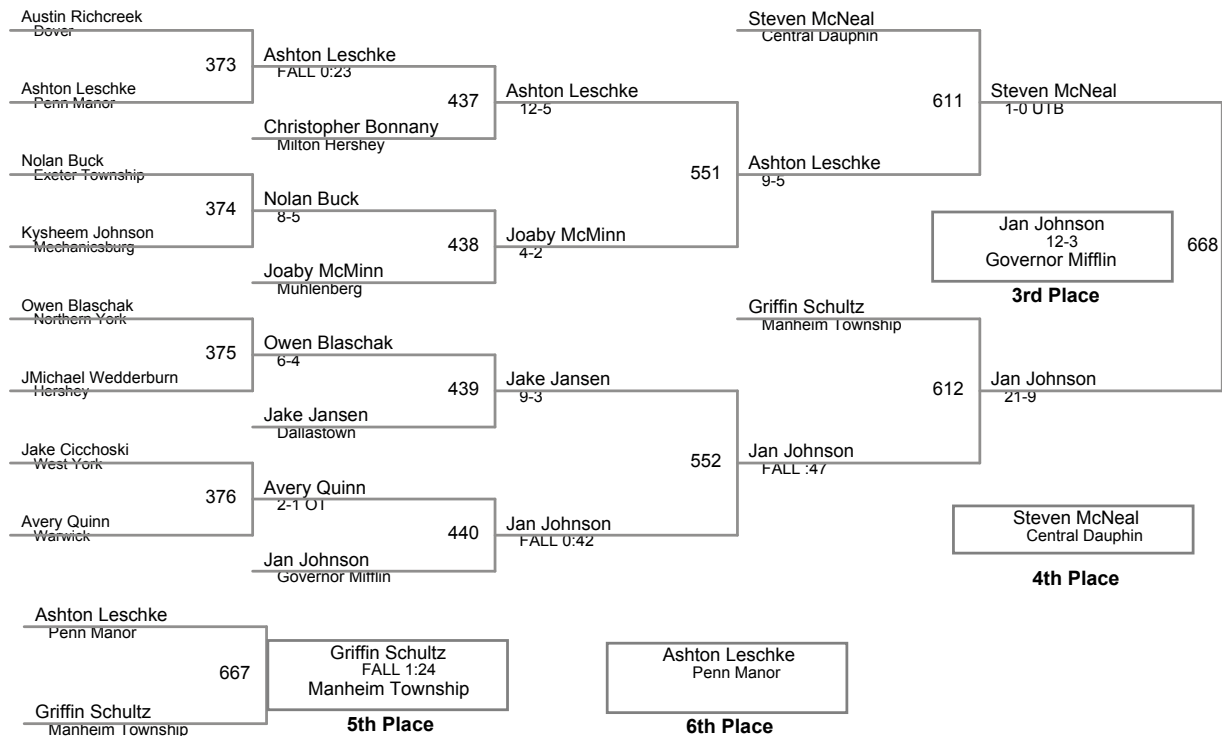 Austin Richcreek
Dover
373
Ashton Leschke
Penn Manor
Ashton Leschke
FALL 0:23
437
Christopher Bonnany
Milton Hershey
Nolan Buck
Exeter Township
374
Kysheem Johnson
Mechanicsburg
Nolan Buck
8-5
438
Joaby McMinn
Muhlenberg
Owen Blaschak
Northern York
375
JMichael Wedderburn
Hershey
Owen Blaschak
6-4
439
Jake Jansen
Dallastown
Jake Cicchoski
West York
376
Avery Quinn
Warwick
Avery Quinn
2-1 OT
440
Jan Johnson
Governor Mifflin
Ashton Leschke
12-5
551
Joaby McMinn
4-2
Jake Jansen
9-3
552
Jan Johnson
FALL 0:42
Steven McNeal
Central Dauphin
611
Ashton Leschke
9-5
Griffin Schultz
Manheim Township
612
Jan Johnson
FALL :47
Steven McNeal
1-0 UTB
668
Jan Johnson
21-9
Jan Johnson
12-3
Governor Mifflin
3rd Place
Steven McNeal
Central Dauphin
4th Place
Ashton Leschke
Penn Manor
667
Griffin Schultz
Manheim Township
Griffin Schultz
FALL 1:24
Manheim Township
5th Place
Ashton Leschke
Penn Manor
6th Place